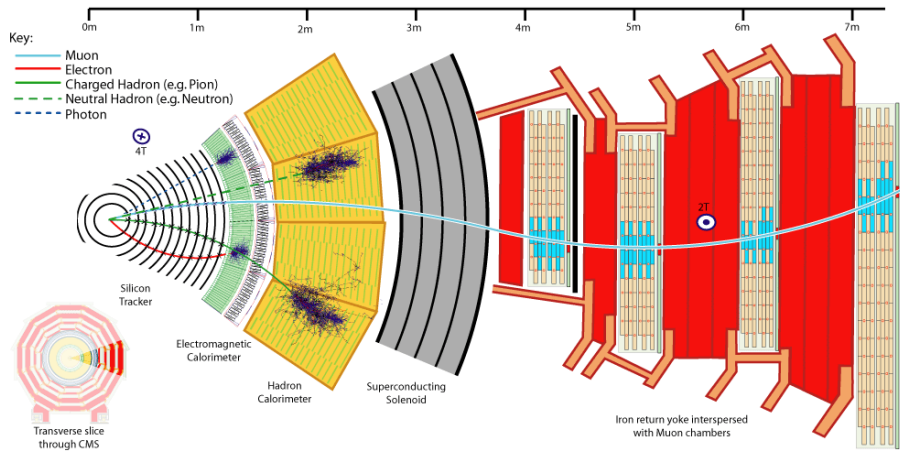 0m 1m 2m 3m 4m 5m 6m 7m
Key:
Muon
Electron
Charged Hadron (e.g. Pion)
Neutral Hadron (e.g. Neutron)
Photon
4T
2T
Silicon
Tracker
Electromagnetic
Calorimeter
Hadron
Calorimeter
Superconducting
Solenoid
Iron return yoke interspersed
with Muon chambers
Transverse slice
through CMS